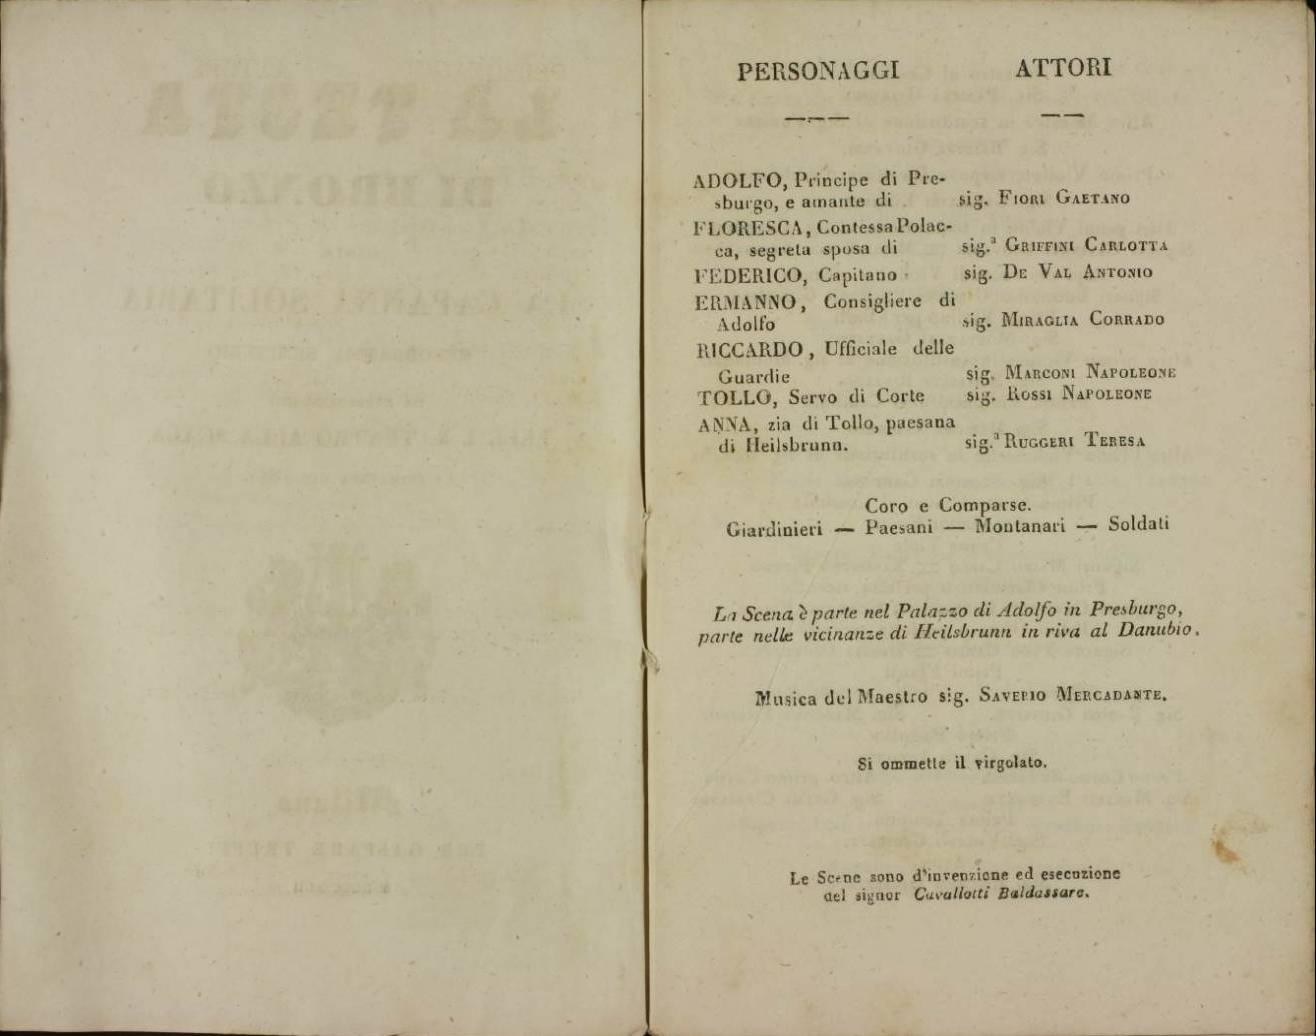 PERSONAGGI ATTORI
ADOLFO, Principe di Pre-
sburgo, e amante di sig. FIORI GAETANO
FLORESCA, Contessa Polac-
ca, segreta sposa di sig.ª GRIFFINI CARLOTTA
FEDERICO, Capitano sig. DE VAL ANTONIO
ERMANNO, Consigliere di
Adolfo sig. MIRAGLIA CORRADO
RICCARDO, Ufficiale delle
Guardie sig. MARCONI NAPOLEONE
TOLLO, Servo di Corte sig. ROSSI NAPOLEONE
ANNA, zia di Tollo, paesana
di Heilsbrunn. sig.ª RUGGERI TERESA
Coro e Comparse.
Giardinieri — Paesani — Montanari — Soldati
La Scena è parte nel Palazzo di Adolfo in Presburgo,
parte nelle vicinanze di Heilsbrunn in riva al Danubio.
Musica del Maestro sig. SAVERIO MERCADANTE.
Si ommette il virgolato.
Le Scene sono d'invenzione ed esecuzione
del signor Cavallotti Baldassare.